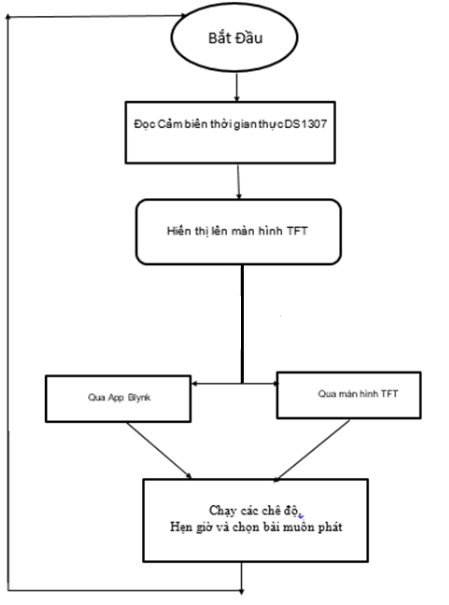 Bắt Đầu
Đọc Cảm biến thời gian thực DS1307
Hiển thị lên màn hình TFT
Qua App Blynk
Qua màn hình TFT
Chạy các chế độ,
Hẹn giờ và chọn bài muốn phát